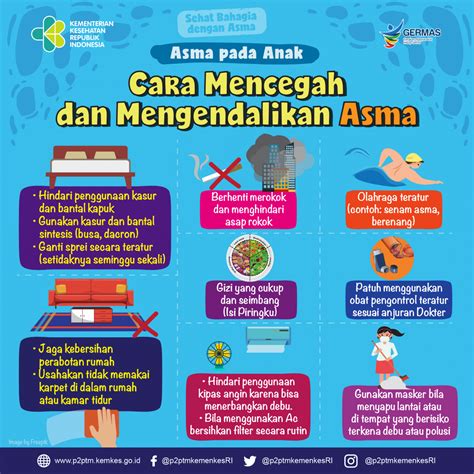 KEMENTERIAN
KESEHATAN
REPUBLIK
INDONESIA
Sehat Bahagia
dengan Asma
GERMAS
Asma pada Anak
Cara Mencegah
dan Mengendalikan Asma
• Hindari penggunaan kasur
dan bantal kapuk
• Gunakan kasur dan bantal
sintesis (busa, dacron)
• Ganti sprei secara teratur
(setidaknya seminggu sekali)
Berhenti merokok
dan menghindari
asap rokok
Olahraga teratur
(contoh: senam asma,
berenang)
Gizi yang cukup
dan seimbang
(Isi Piringku)
Patuh menggunakan
obat pengontrol teratur
sesuai anjuran Dokter
• Jaga kebersihan
perabotan rumah
• Usahakan tidak memakai
karpet di dalam rumah
atau kamar tidur
• Hindari penggunaan
kipas angin karena bisa
menerbangkan debu.
• Bila menggunakan Ac
bersihkan filter secara rutin
Gunakan masker bila
menyapu lantai atau
di tempat yang berisiko
terkena debu atau polusi
Image by Freepik
www.p2ptm.kemkes.go.id
@p2ptmkemenkesRI
@p2ptmkemenkesRI
@p2ptmkemenkesRI